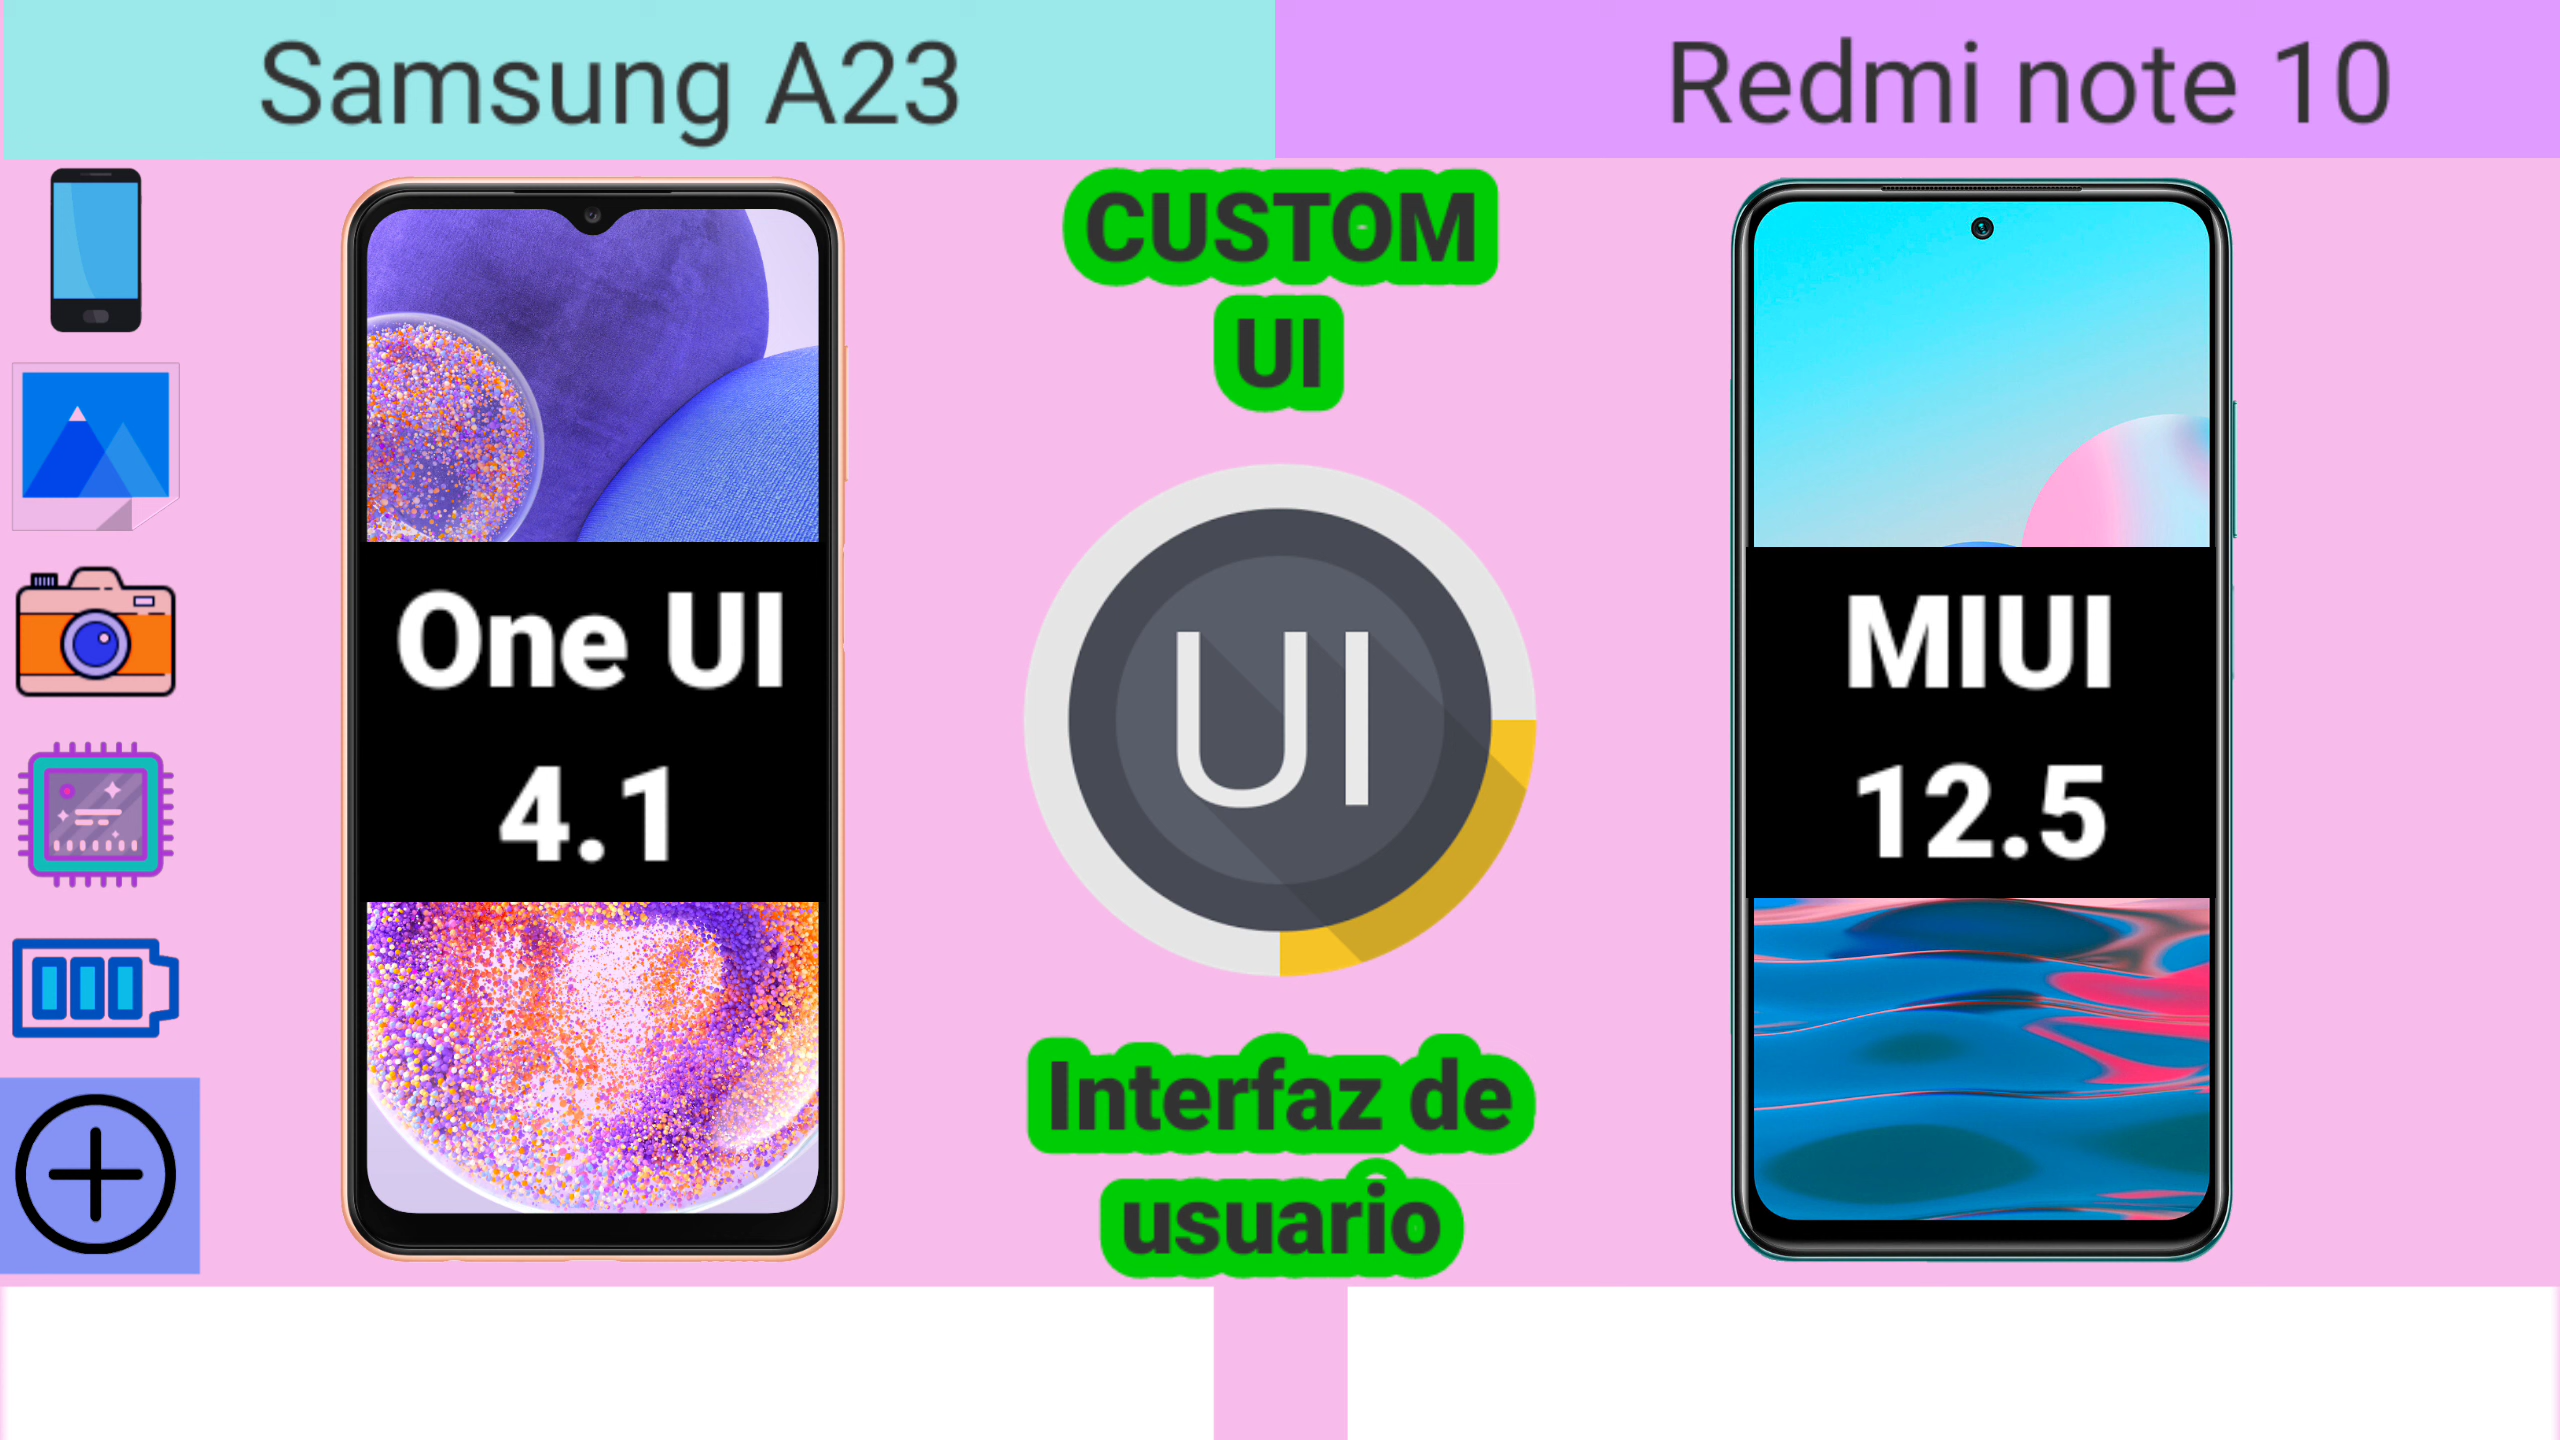 Samsung A23
Redmi note 10
CUSTOM
UI
One UI
4.1
UI
MIUI
12.5
Interfaz de
usuario